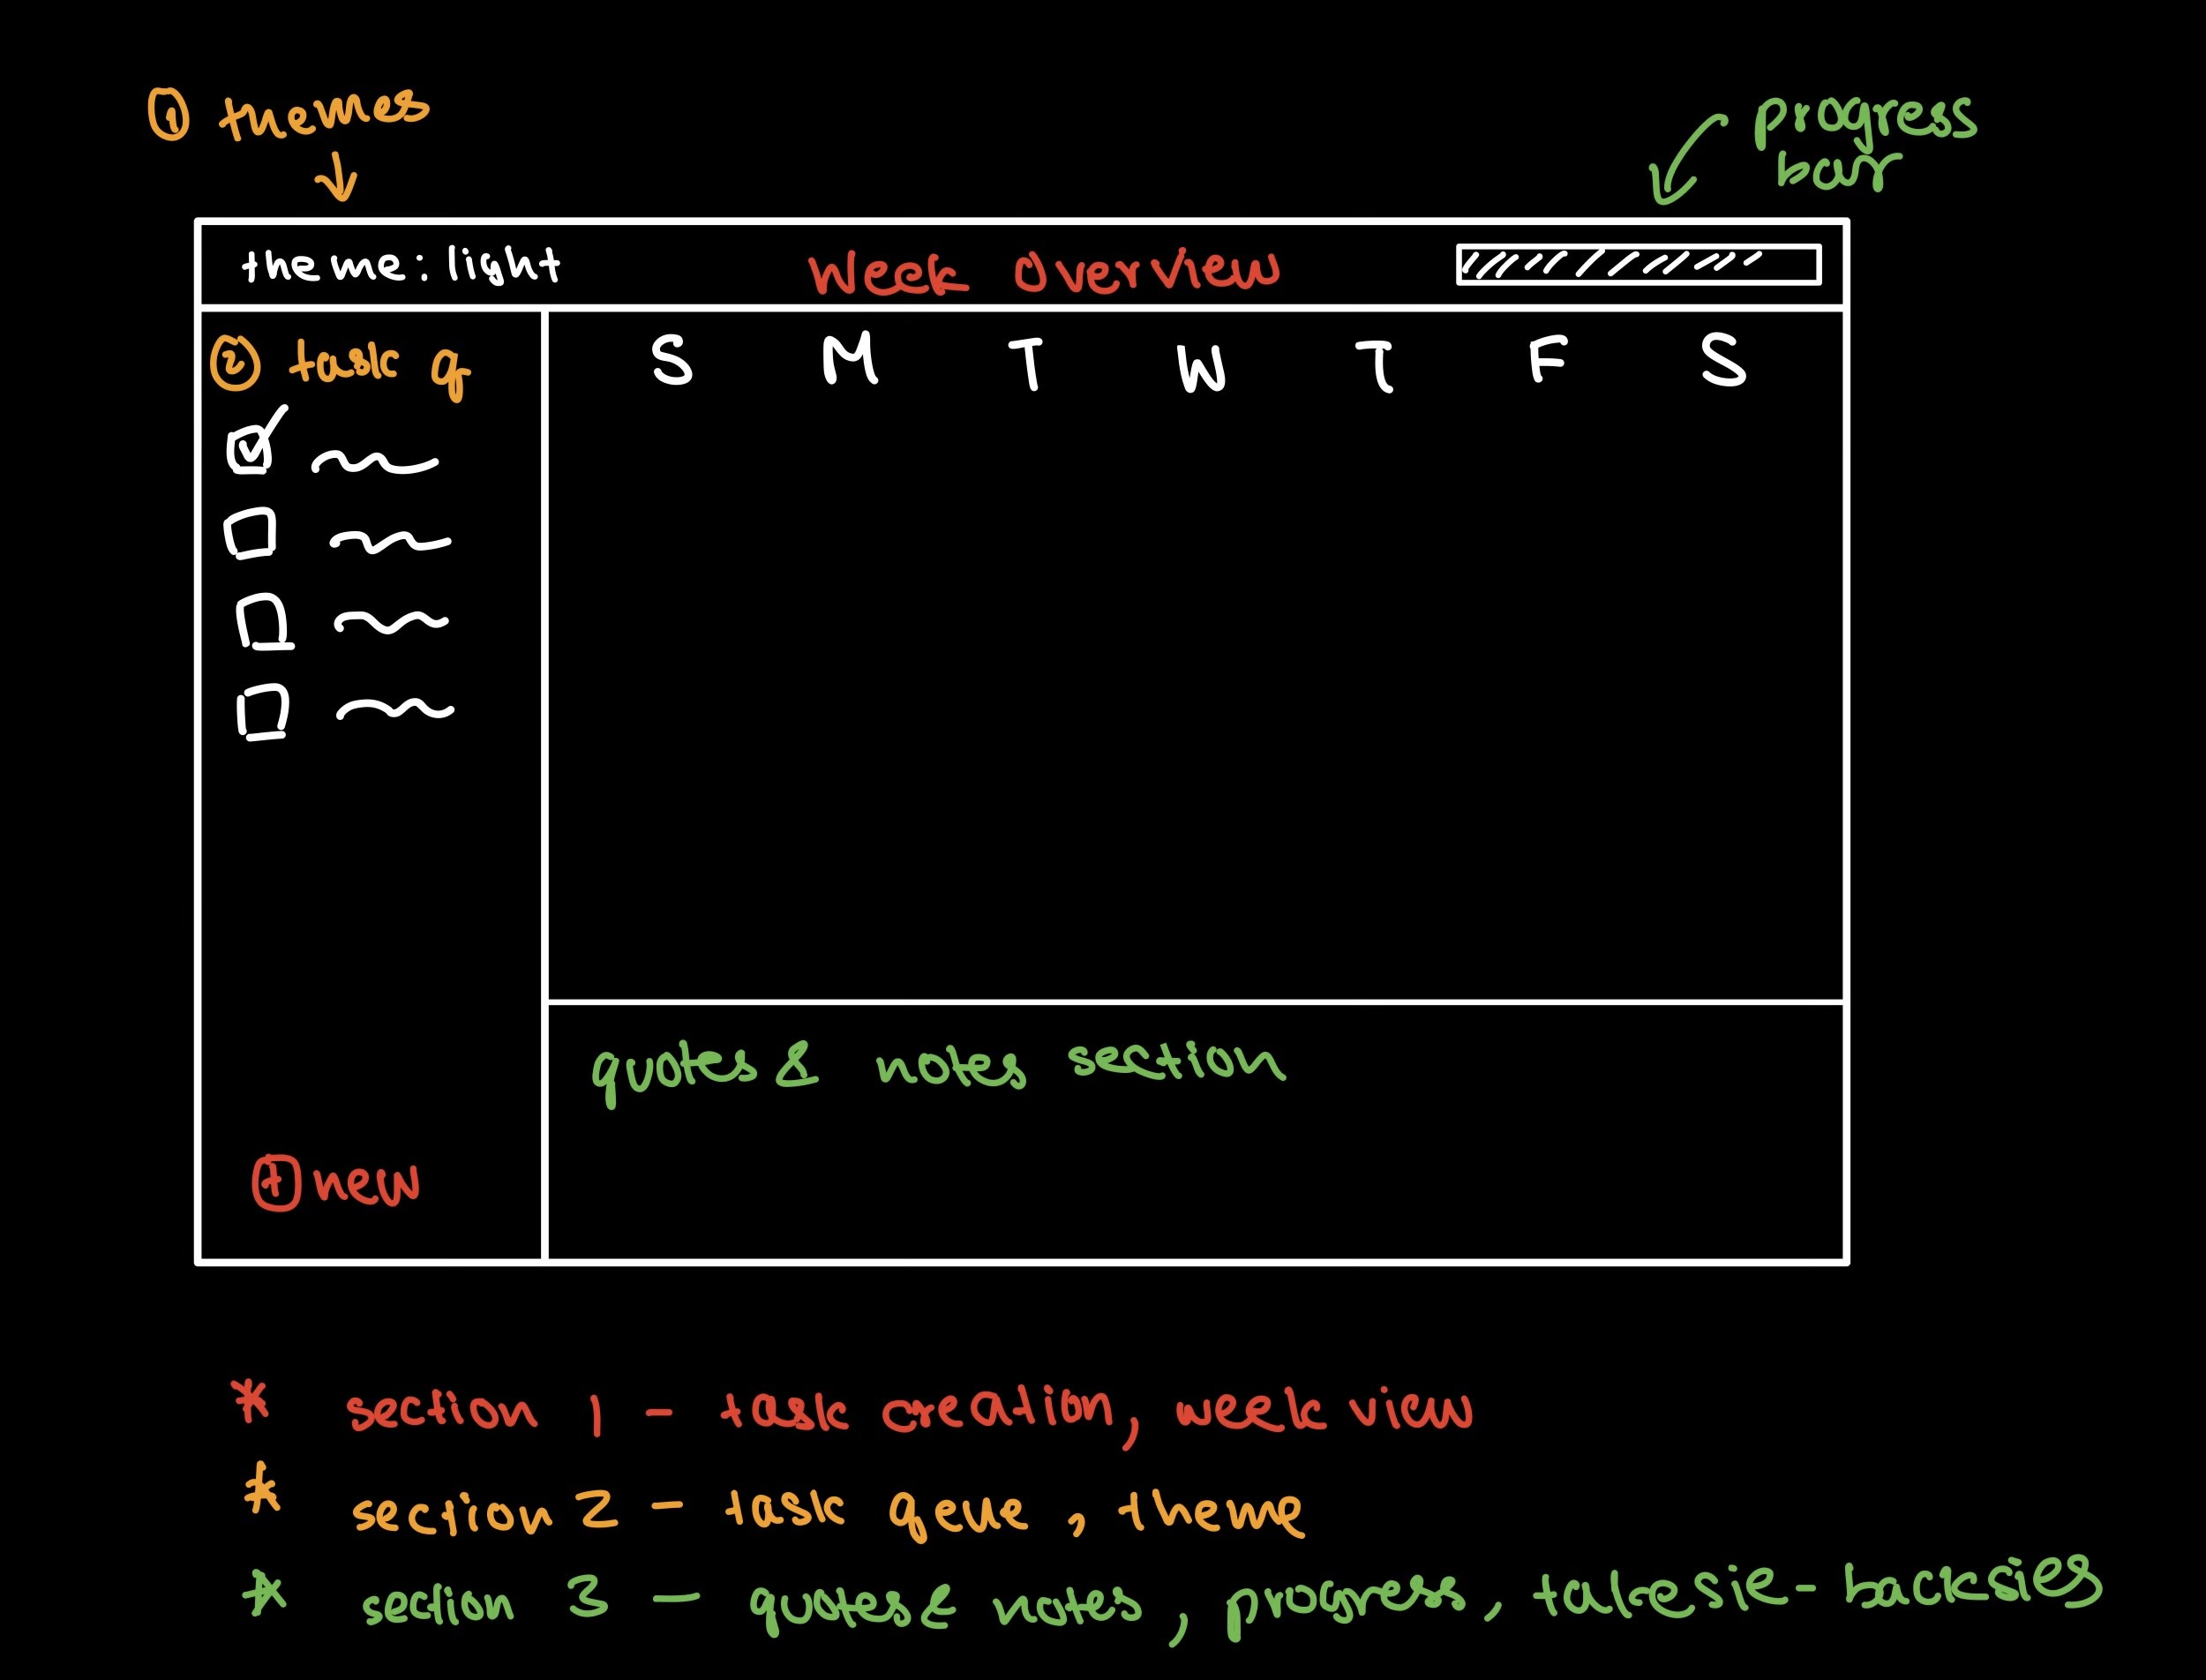 ① themes
progress
bar
theme: light
Week Overview
② task q
S M T W T F S
quotes & notes section
+ new
* section 1 - task creation, week view
* section 2 - task qeue, theme
* section 3 - quotes & notes, progress, takesie-backsies